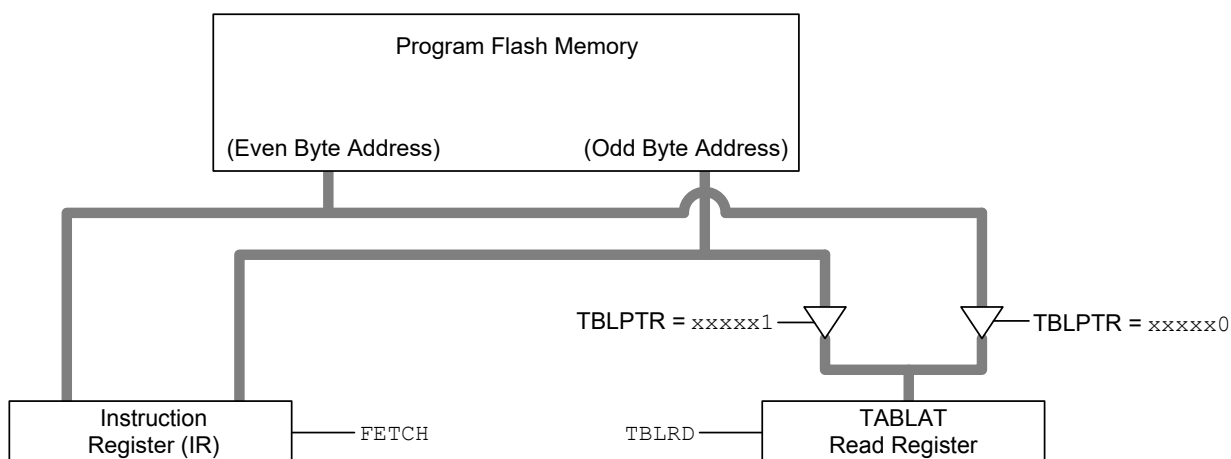 Program Flash Memory
(Even Byte Address)
(Odd Byte Address)
TBLPTR = xxxxx1
TBLPTR = xxxxx0
Instruction
Register (IR)
FETCH
TBLRD
TABLAT
Read Register